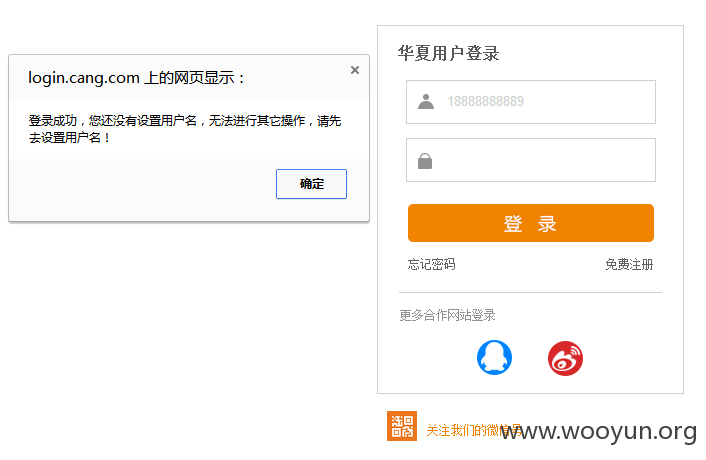 login.cang.com 上的网页显示：
登录成功，您还没有设置用户名，无法进行其它操作，请先
去设置用户名！
确定
华夏用户登录
18888888889
登 录
忘记密码 免费注册
更多合作网站登录
关注我们的微信号
www.wooyun.org